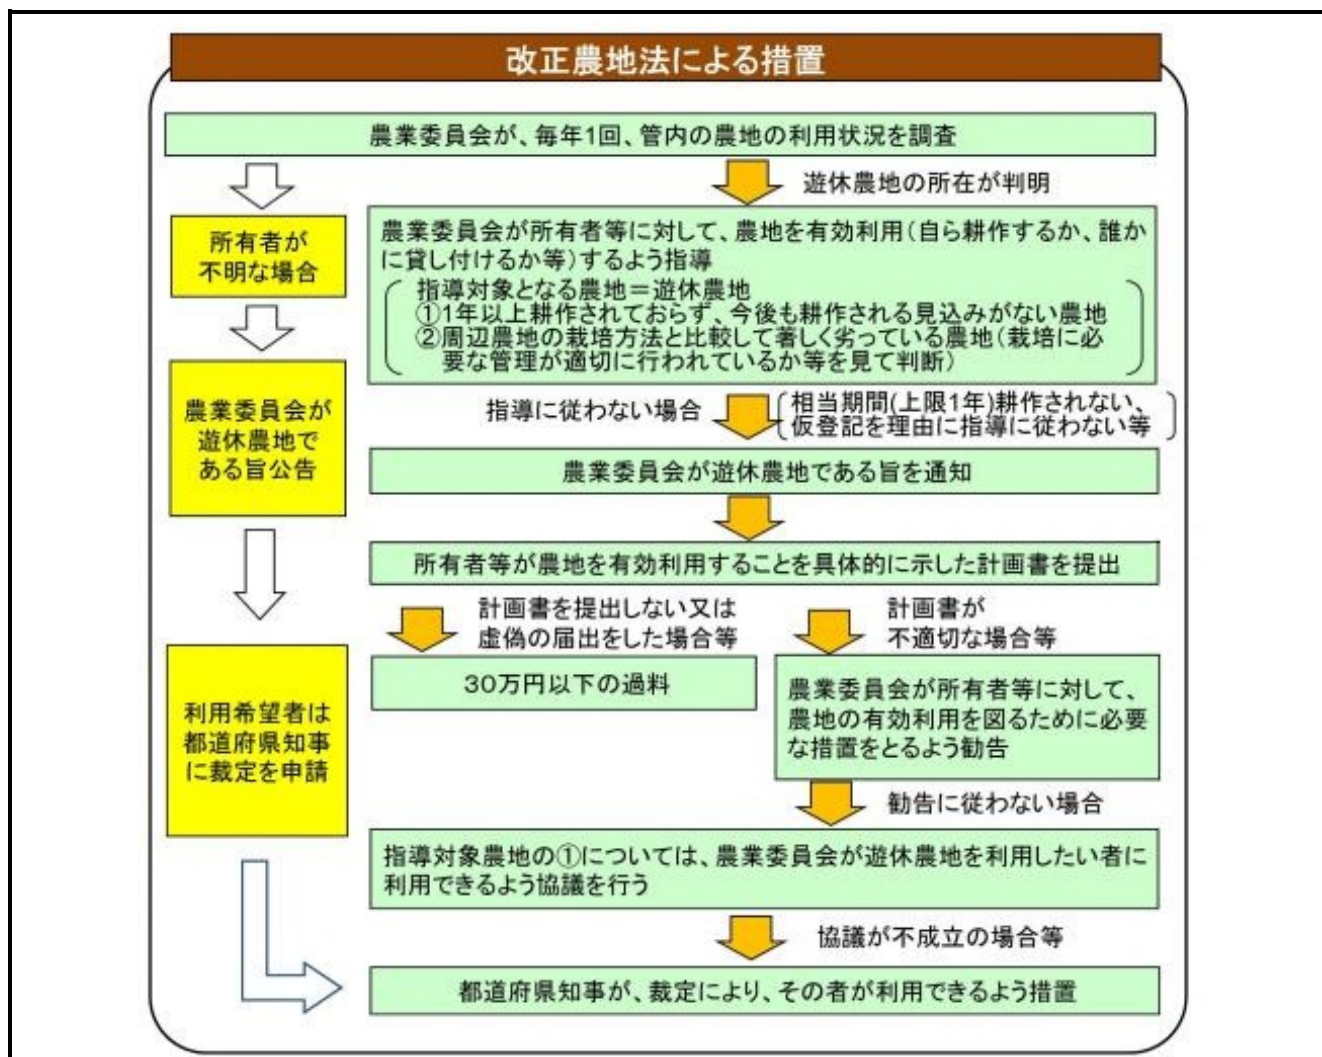 改正農地法による措置
農業委員会が、毎年1回、管内の農地の利用状況を調査
遊休農地の所在が判明
所有者が
不明な場合
農業委員会が
遊休農地で
ある旨公告
利用希望者は
都道府県知事
に裁定を申請
農業委員会が所有者等に対して、農地を有効利用(自ら耕作するか、誰か
に貸し付けるか等)するよう指導
指導対象となる農地＝遊休農地
①1年以上耕作されておらず、今後も耕作される見込みがない農地
②周辺農地の栽培方法と比較して著しく劣っている農地(栽培に必
要な管理が適切に行われているか等を見て判断)
指導に従わない場合
相当期間(上限1年)耕作されない、
仮登記を理由に指導に従わない等
農業委員会が遊休農地である旨を通知
所有者等が農地を有効利用することを具体的に示した計画書を提出
計画書を提出しない又は
虚偽の届出をした場合等
30万円以下の過料
計画書が
不適切な場合等
農業委員会が所有者等に対して、
農地の有効利用を図るために必要
な措置をとるよう勧告
勧告に従わない場合
指導対象農地の①については、農業委員会が遊休農地を利用したい者に
利用できるよう協議を行う
協議が不成立の場合等
都道府県知事が、裁定により、その者が利用できるよう措置